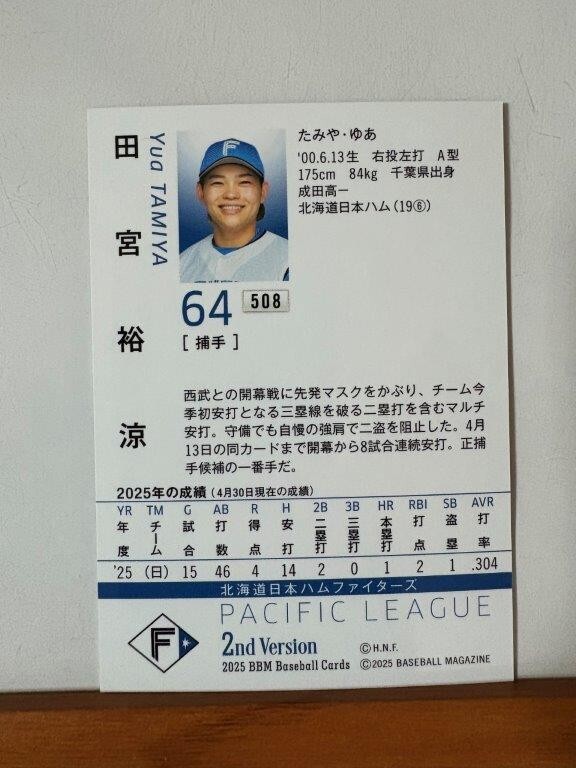 田宮裕涼
Yua TAMIYA
F
たみや・ゆあ
'00.6.13生 右投左打 A型
175cm 84kg 千葉県出身
成田高一
北海道日本ハム(19⑥)
64
508
[捕手]
西武との開幕戦に先発マスクをかぶり、チーム今
季初安打となる三塁線を破る二塁打を含むマルチ
安打。守備でも自慢の強肩で二盗を阻止した。4月
13日の同カードまで開幕から8試合連続安打。正捕
手候補の一番手だ。
2025年の成績(4月30日現在の成績)
YR TM G AB R H 2B 3B HR RBI SB AVR
年度 チーム 試合 打数 得点 安打 二塁打 三塁打 本塁打 打点 盗塁 打率
'25 (日) 15 46 4 14 2 0 1 2 1 .304
北海道日本ハムファイターズ
PACIFIC LEAGUE
F
2nd Version
2025 BBM Baseball Cards
©H.N.F.
©2025 BASEBALL MAGAZINE